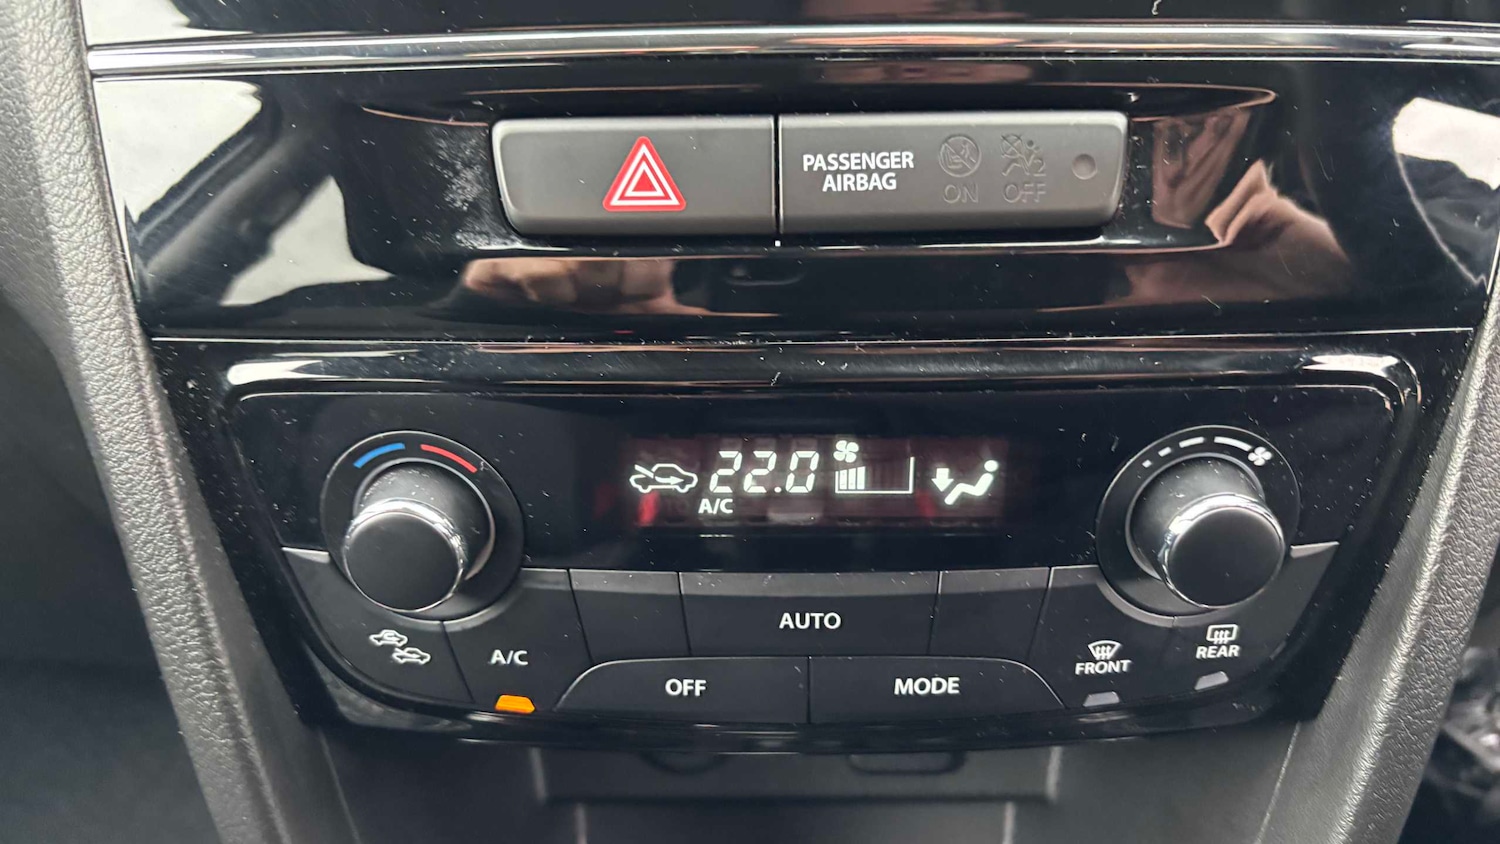 PASSENGER
AIRBAG
ON
OFF
22.0
A/C
AUTO
A/C
OFF
MODE
FRONT
REAR